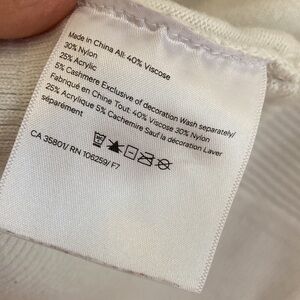 Made in China All: 40% Viscose
30% Nylon
25% Acrylic
5% Cashmere Exclusive of decoration Wash separately/
Fabriqué en Chine Tout: 40% Viscose 30% Nylon
25% Acrylique 5% Cachemire Sauf la décoration Laver
séparément
CA 35801/ RN 106259/ F7